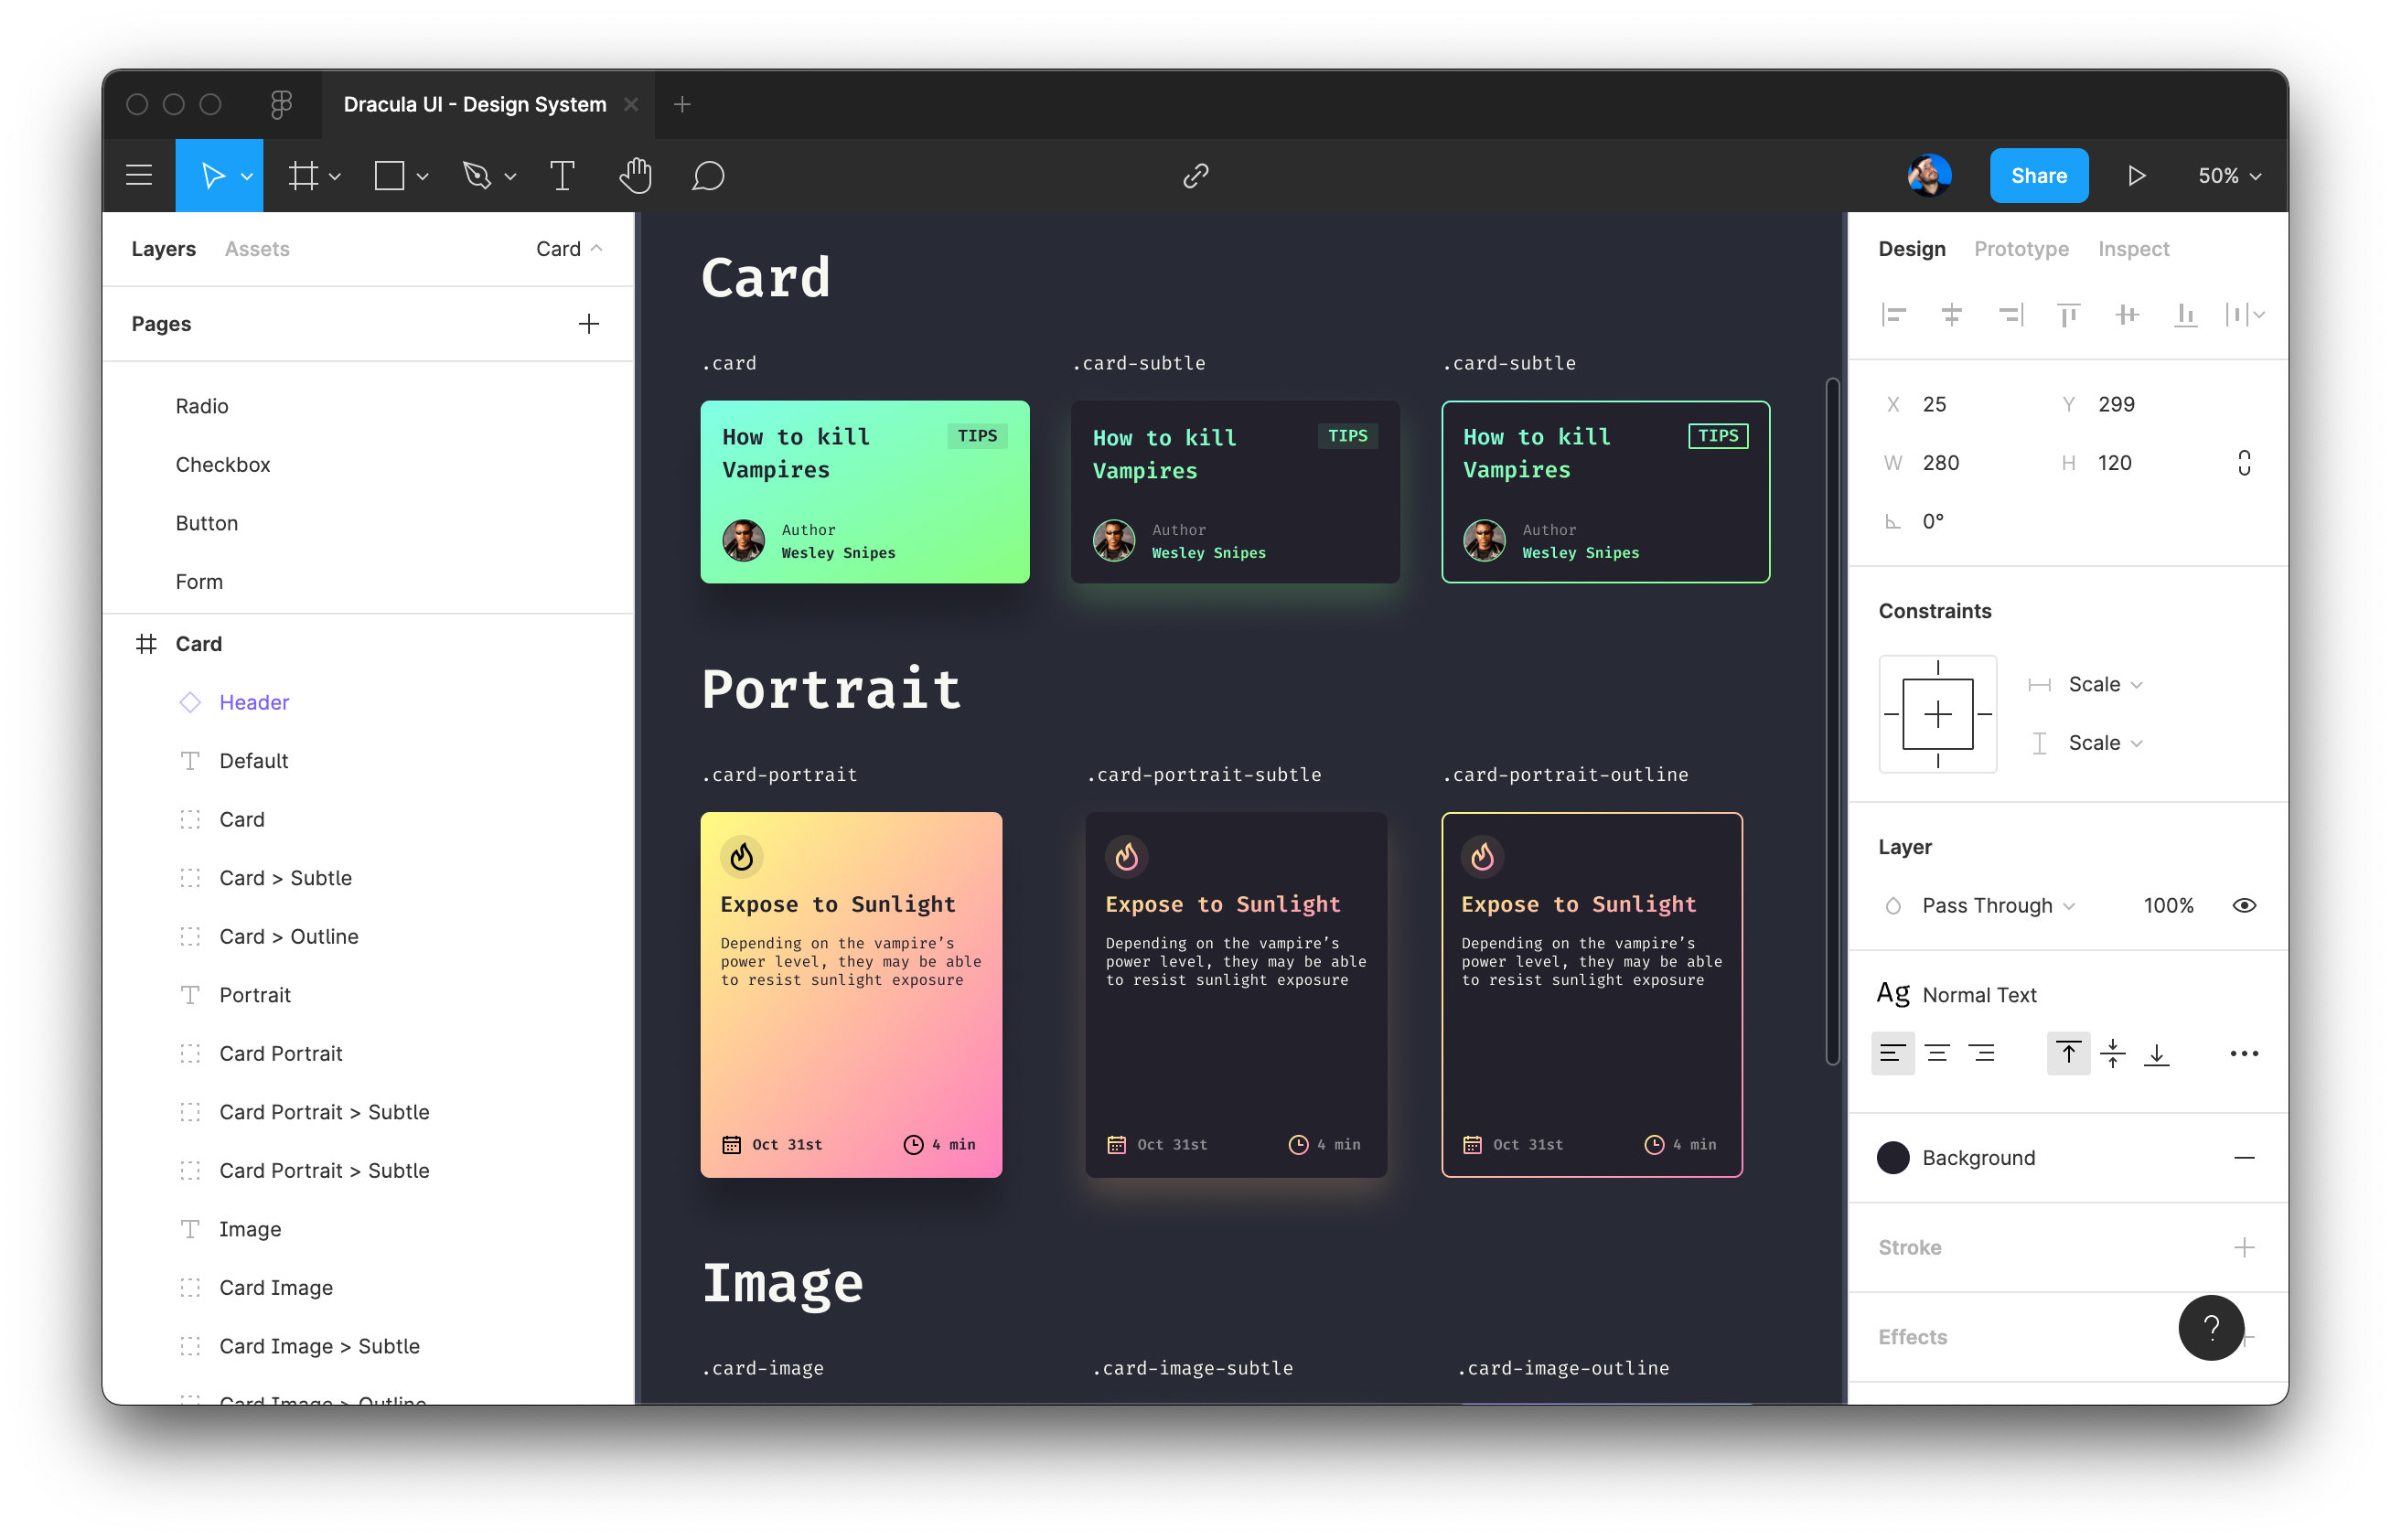 Dracula UI - Design System
Share
50%
Layers
Assets
Card
Pages
Radio
Checkbox
Button
Form
Card
Header
Default
Card
Card > Subtle
Card > Outline
Portrait
Card Portrait
Card Portrait > Subtle
Card Portrait > Subtle
Image
Card Image
Card Image > Subtle
Card Image > Outline
Card
.card
.card-subtle
.card-subtle
How to kill
Vampires
TIPS
Author
Wesley Snipes
How to kill
Vampires
TIPS
Author
Wesley Snipes
How to kill
Vampires
TIPS
Author
Wesley Snipes
Portrait
.card-portrait
.card-portrait-subtle
.card-portrait-outline
Expose to Sunlight
Depending on the vampire’s
power level, they may be able
to resist sunlight exposure
Oct 31st
4 min
Expose to Sunlight
Depending on the vampire’s
power level, they may be able
to resist sunlight exposure
Oct 31st
4 min
Expose to Sunlight
Depending on the vampire’s
power level, they may be able
to resist sunlight exposure
Oct 31st
4 min
Image
.card-image
.card-image-subtle
.card-image-outline
Design
Prototype
Inspect
X 25
Y 299
W 280
H 120
0°
Constraints
Scale
Scale
Layer
Pass Through
100%
Ag Normal Text
Background
Stroke
Effects
?